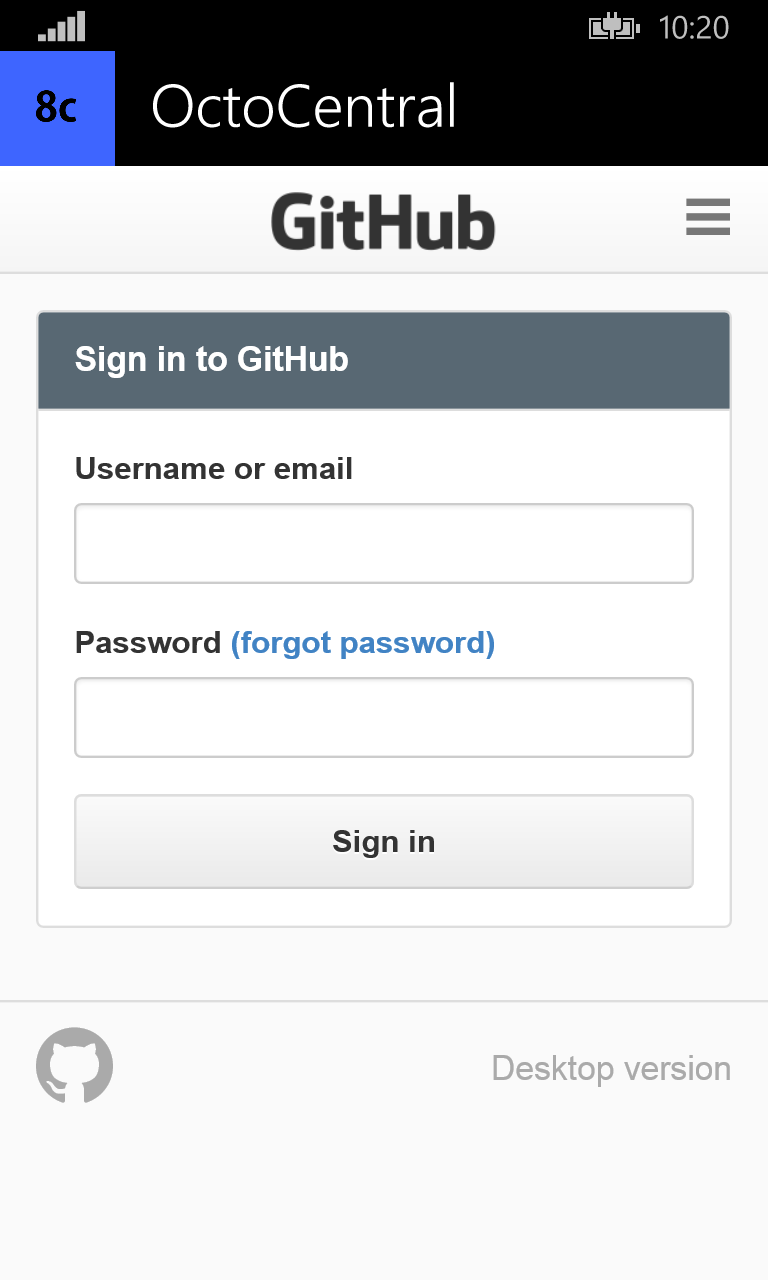 10:20
8c OctoCentral
GitHub
Sign in to GitHub
Username or email
Password (forgot password)
Sign in
Desktop version